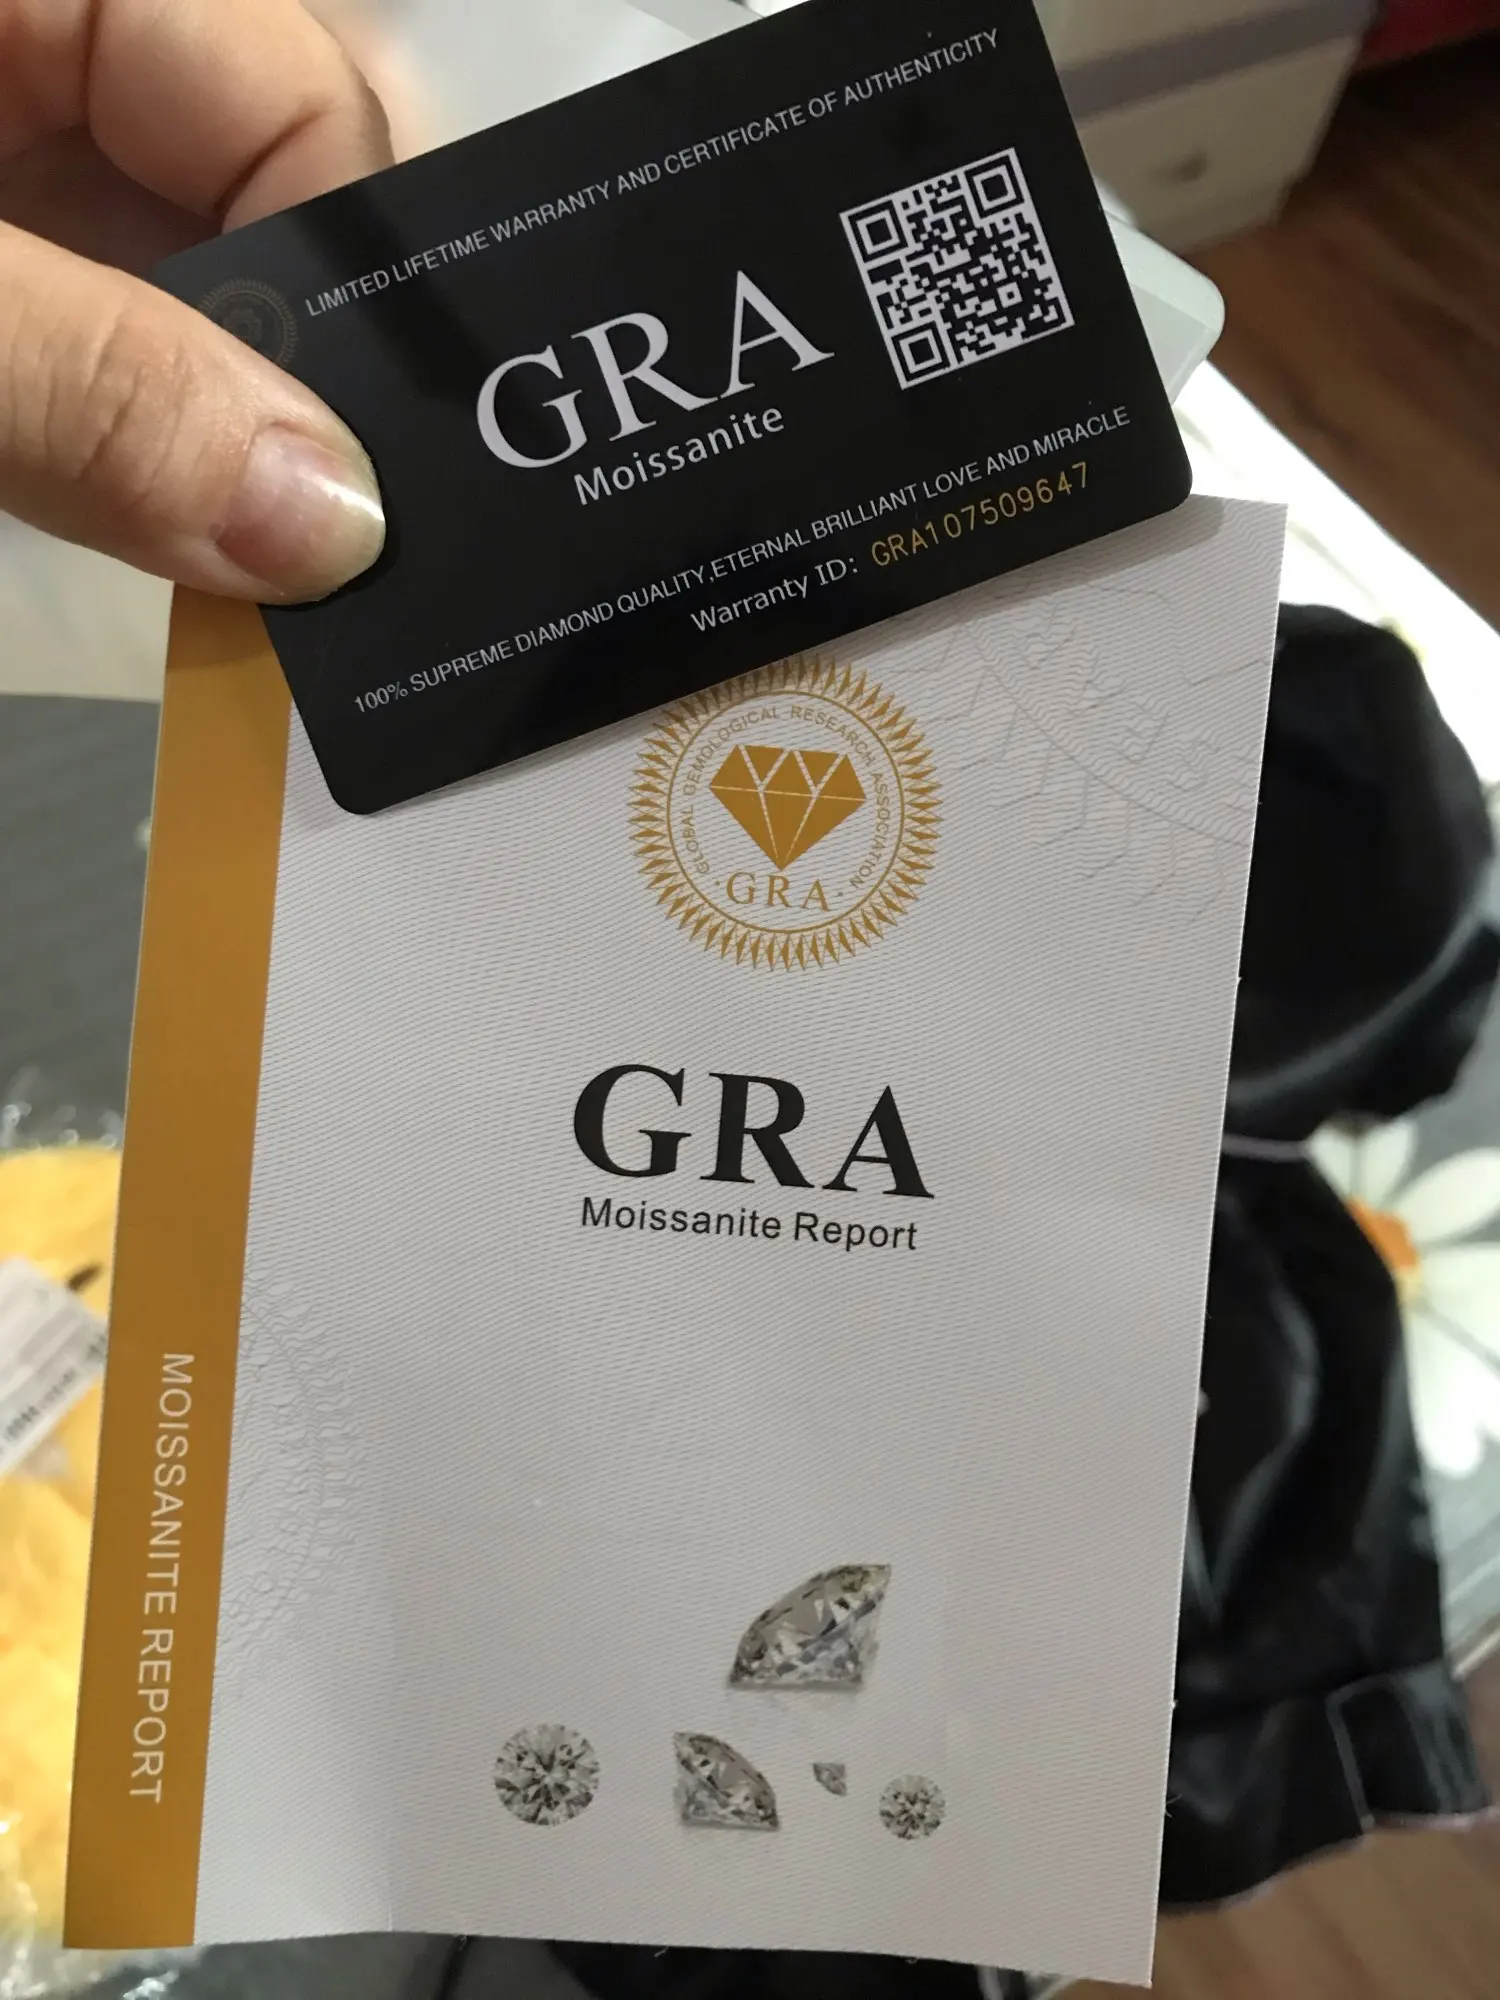 LIMITED LIFETIME WARRANTY AND CERTIFICATE OF AUTHENTICITY
GRA
Moissanite
100% SUPREME DIAMOND QUALITY,ETERNAL BRILLIANT LOVE AND MIRACLE
Warranty ID: GRA107509647
· GLOBAL GEMOLOGICAL RESEARCH ASSOCIATION ·
GRA
GRA
Moissanite Report
MOISSANITE REPORT